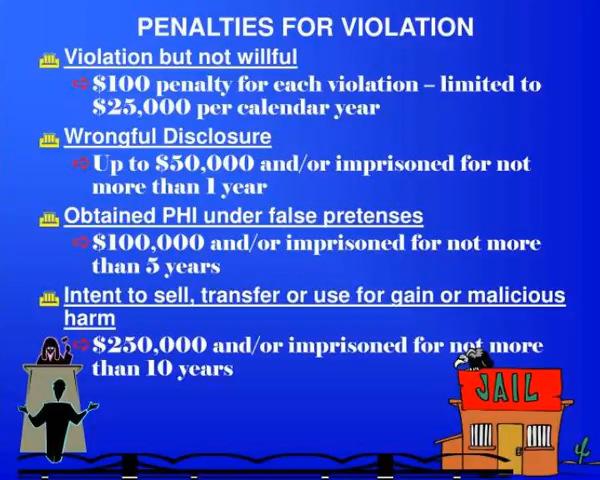 PENALTIES FOR VIOLATION
Violation but not willful
$100 penalty for each violation – limited to
$25,000 per calendar year
Wrongful Disclosure
Up to $50,000 and/or imprisoned for not
more than 1 year
Obtained PHI under false pretenses
$100,000 and/or imprisoned for not more
than 5 years
Intent to sell, transfer or use for gain or malicious
harm
$250,000 and/or imprisoned for not more
than 10 years
JAIL